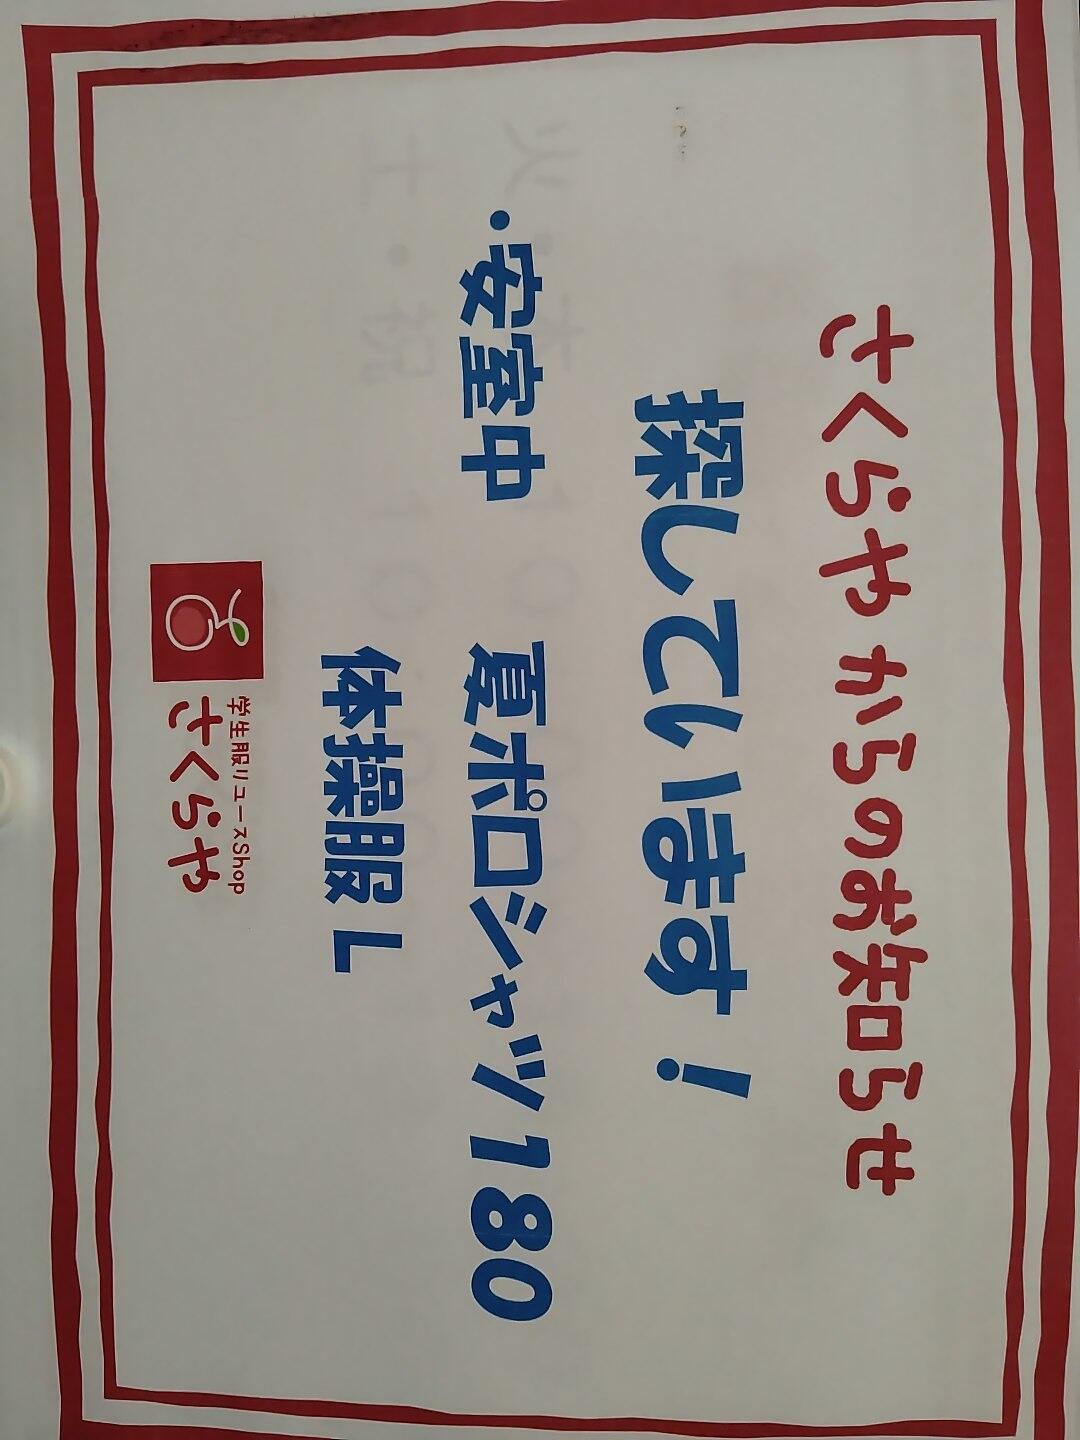 さくらやからのお知らせ
探しています！
・安室中　夏ポロシャツ180
体操服 L
学生服リユースShop
さくらや